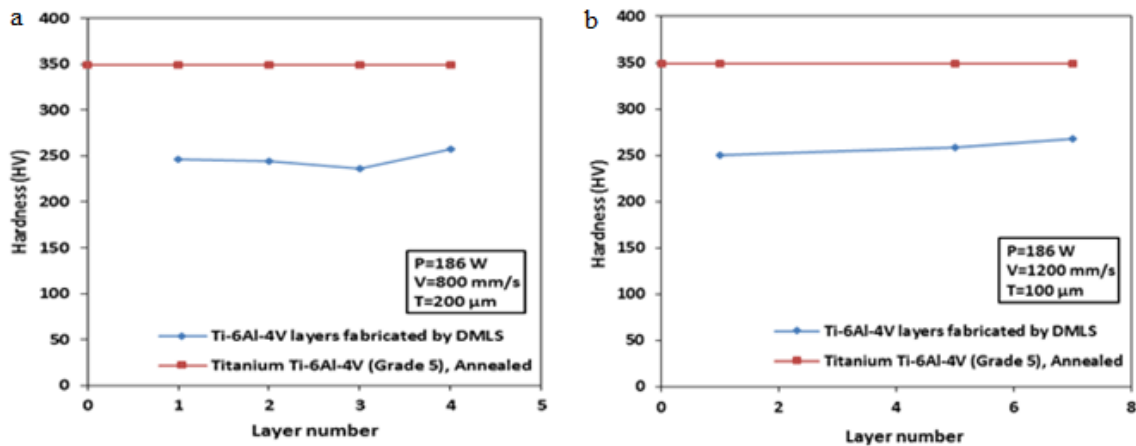 a
400
350
300
250
200
150
100
50
0
Hardness (HV)
P=186 W
V=800 mm/s
T=200 µm
Ti-6Al-4V layers fabricated by DMLS
Titanium Ti-6Al-4V (Grade 5), Annealed
0 1 2 3 4 5
Layer number
b
400
350
300
250
200
150
100
50
0
Hardness (HV)
P=186 W
V=1200 mm/s
T=100 µm
Ti-6Al-4V layers fabricated by DMLS
Titanium Ti-6Al-4V (Grade 5), Annealed
0 2 4 6 8
Layer number